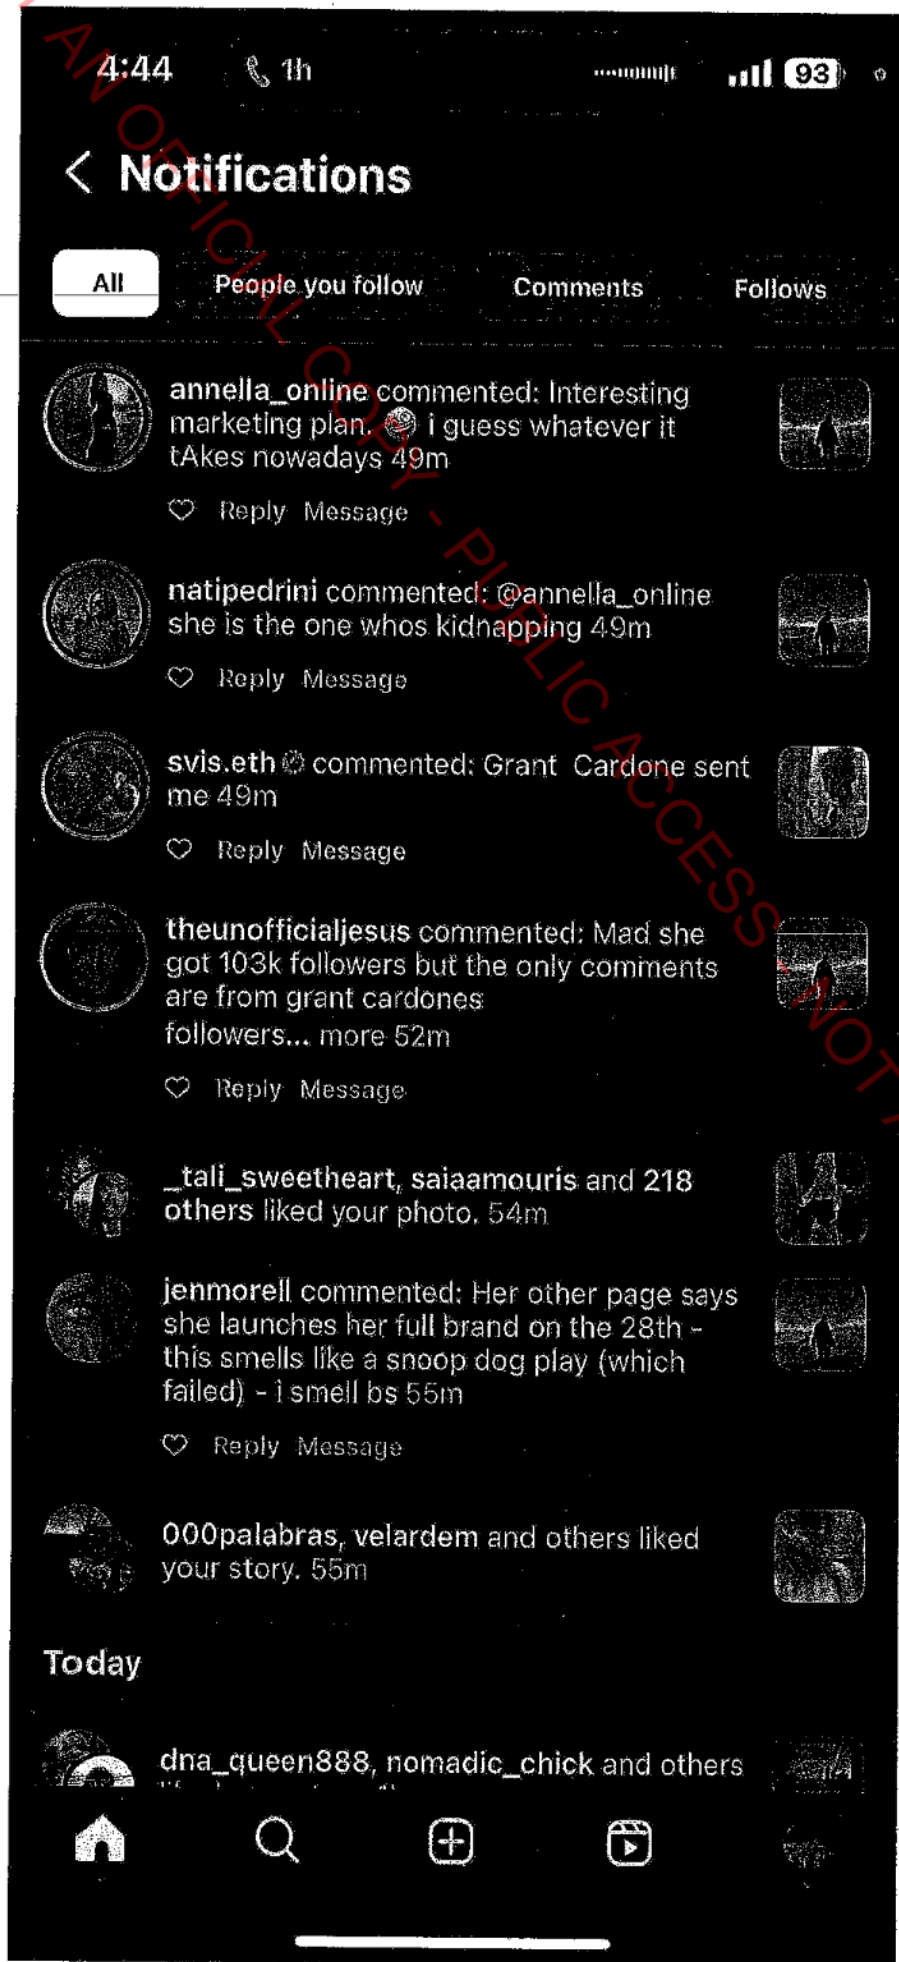 4:44 1h 93
Notifications
All People you follow Comments Follows
annella_online commented: Interesting
marketing plan. i guess whatever it
tAkes nowadays 49m
Reply Message
natipedrini commented: @annella_online
she is the one whos kidnapping 49m
Reply Message
svis.eth commented: Grant Cardone sent
me 49m
Reply Message
theunofficialjesus commented: Mad she
got 103k followers but the only comments
are from grant cardones
followers... more 52m
Reply Message
_tali_sweetheart, saiaamouris and 218
others liked your photo. 54m
jenmorell commented: Her other page says
she launches her full brand on the 28th -
this smells like a snoop dog play (which
failed) - i smell bs 55m
Reply Message
000palabras, velardem and others liked
your story. 55m
Today
dna_queen888, nomadic_chick and others
AN OFFICIAL COPY - PUBLIC ACCESS - NOT